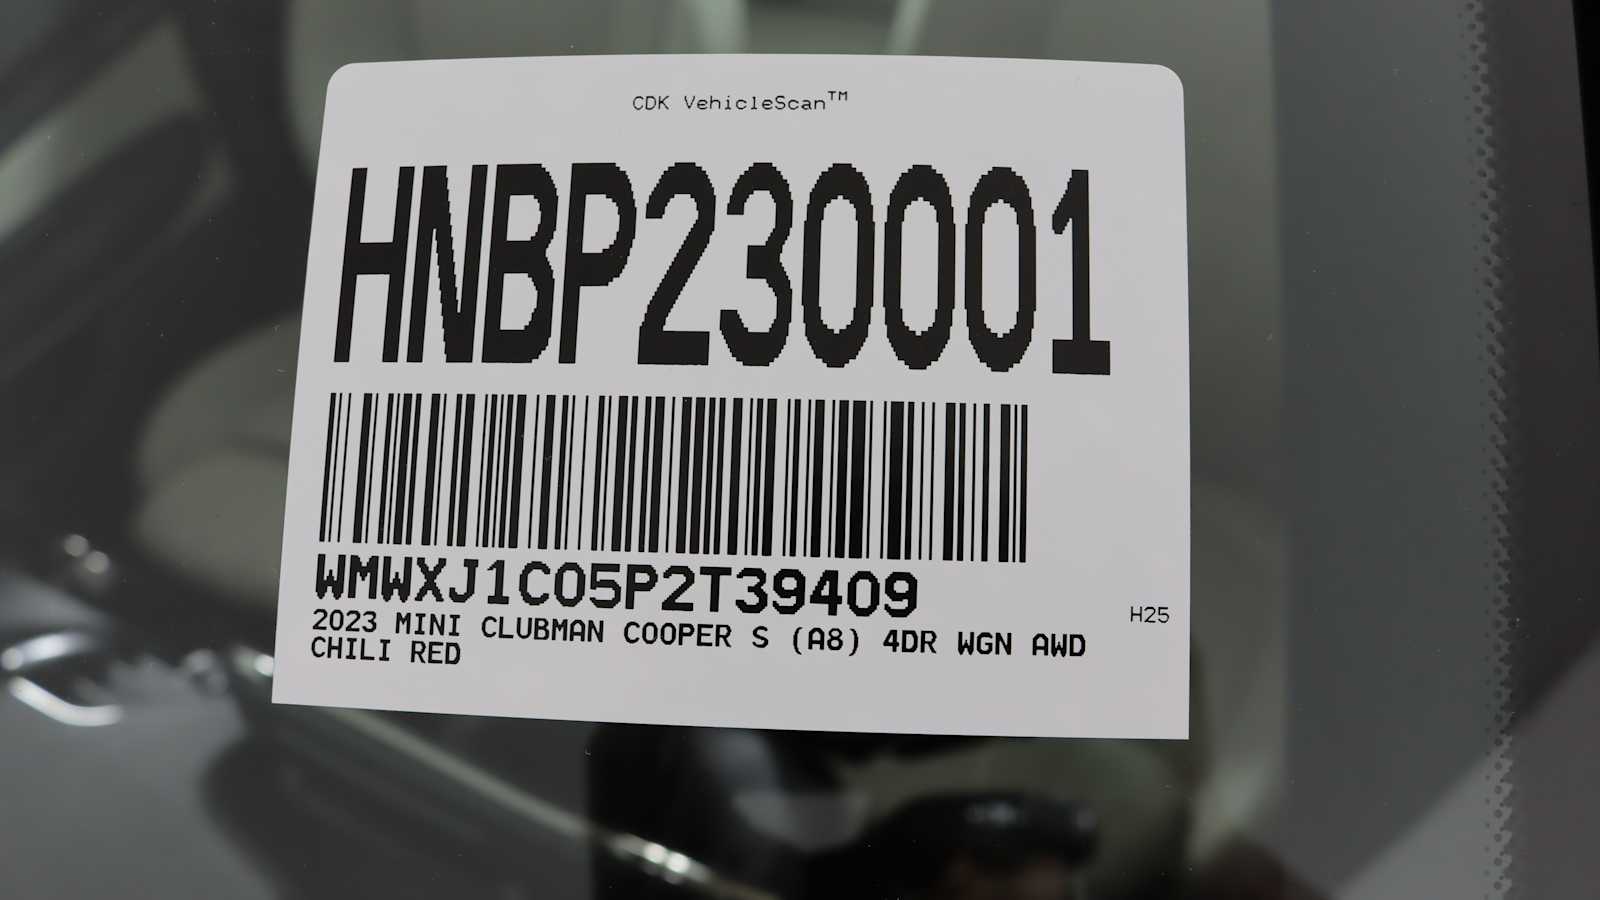 CDK VehicleScan™
HNBP230001
WMWXJ1C05P2T39409
H25
2023 MINI CLUBMAN COOPER S (A8) 4DR WGN AWD
CHILI RED